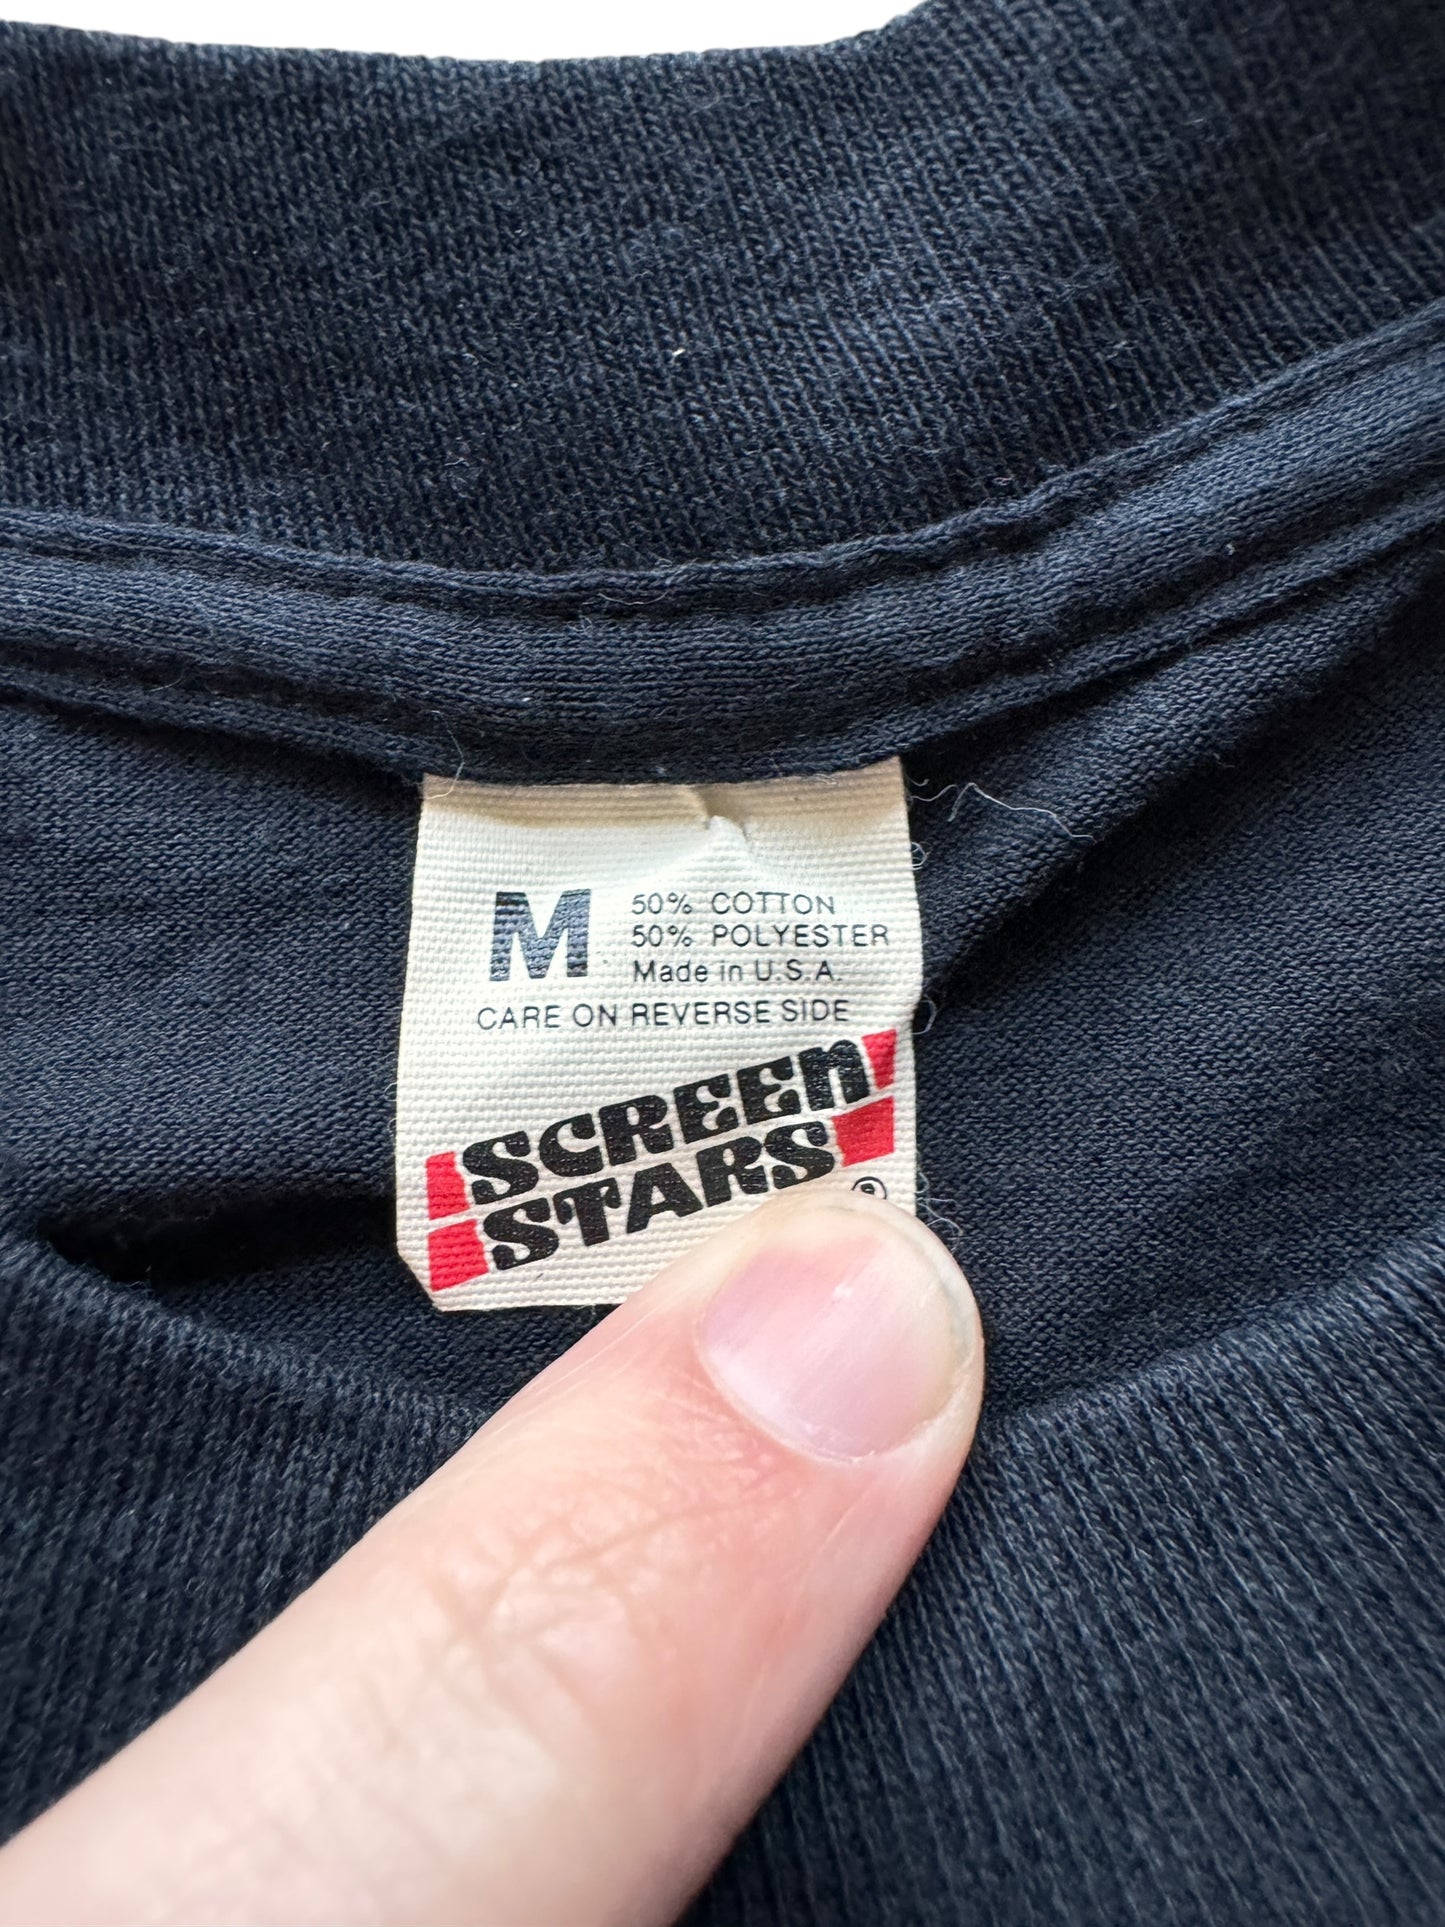 M
50% COTTON
50% POLYESTER
Made in U.S.A.
CARE ON REVERSE SIDE
SCREEN
STARS
®